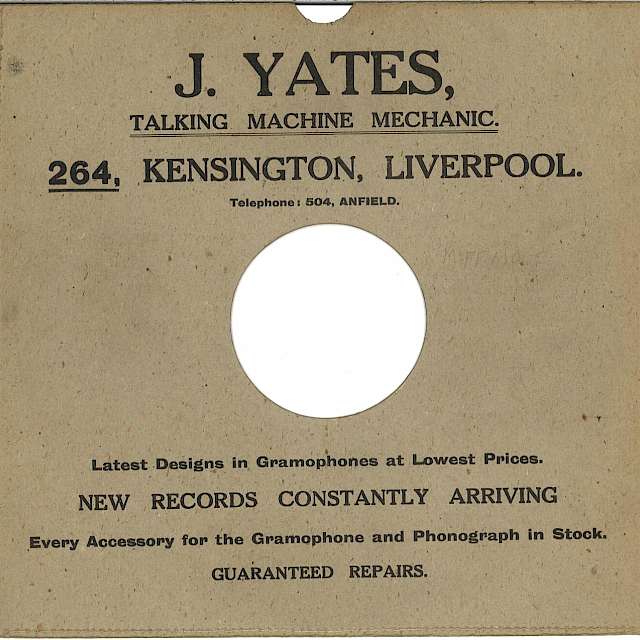 J. YATES,
TALKING MACHINE MECHANIC.
264, KENSINGTON, LIVERPOOL.
Telephone: 504, ANFIELD.
Latest Designs in Gramophones at Lowest Prices.
NEW RECORDS CONSTANTLY ARRIVING
Every Accessory for the Gramophone and Phonograph in Stock.
GUARANTEED REPAIRS.